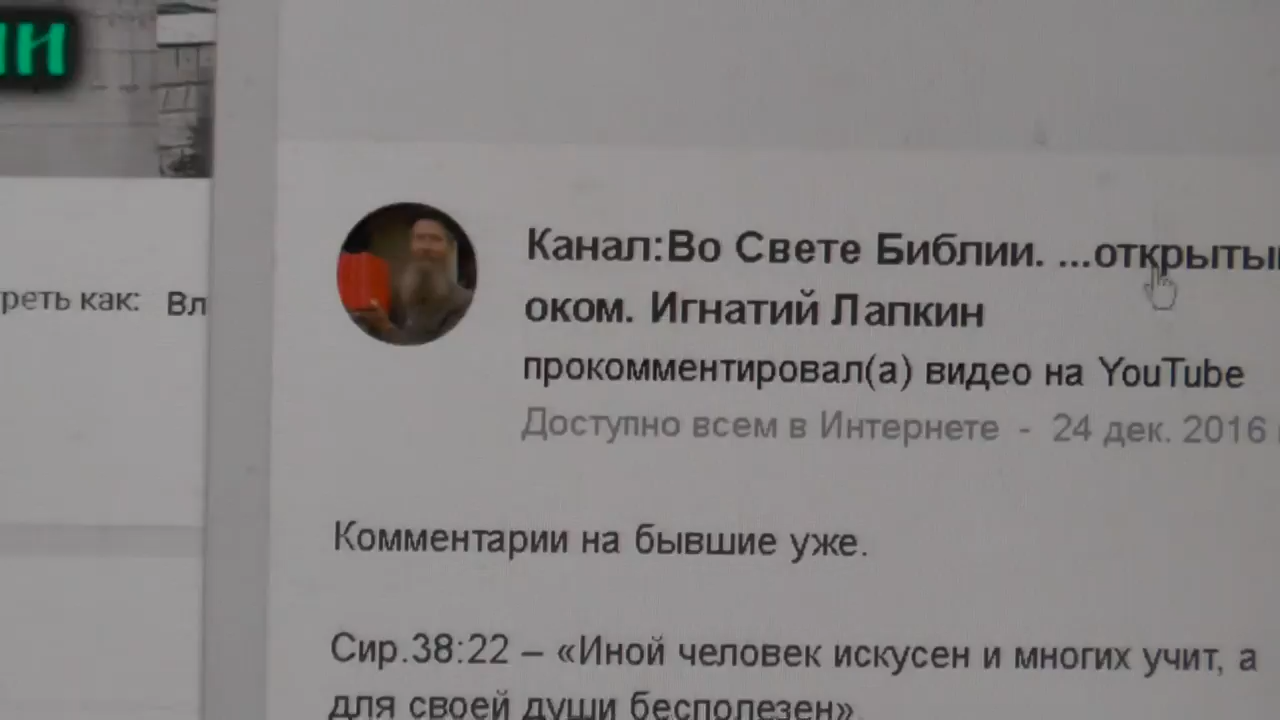 ии
реть как: Вл
Канал:Во Свете Библии. ...открыты
оком. Игнатий Лапкин
прокомментировал(а) видео на YouTube
Доступно всем в Интернете - 24 дек. 2016
Комментарии на бывшие уже.
Сир.38:22 – «Иной человек искусен и многих учит, а
для своей души бесполезен»